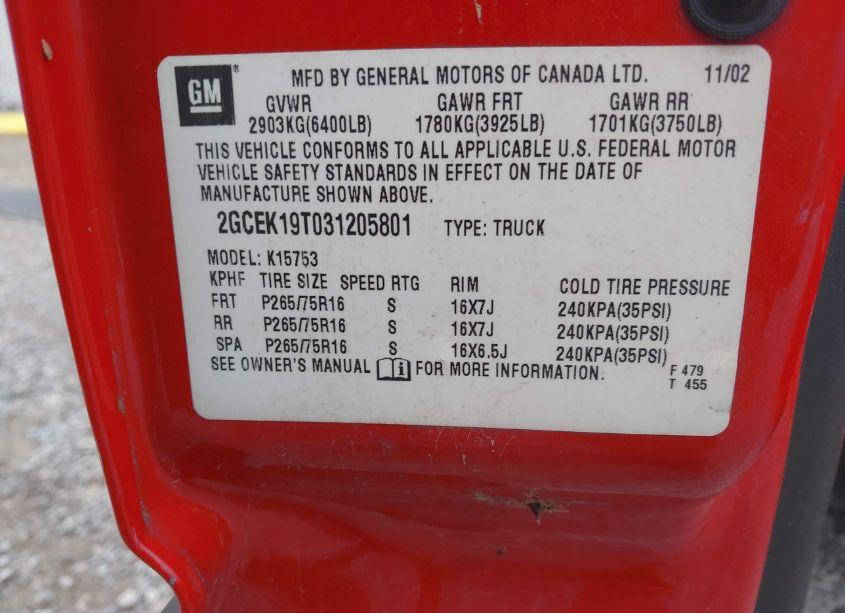 GM ® MFD BY GENERAL MOTORS OF CANADA LTD. 11/02
GVWR GAWR FRT GAWR RR
2903KG(6400LB) 1780KG(3925LB) 1701KG(3750LB)
THIS VEHICLE CONFORMS TO ALL APPLICABLE U.S. FEDERAL MOTOR
VEHICLE SAFETY STANDARDS IN EFFECT ON THE DATE OF
MANUFACTURE SHOWN ABOVE.
2GCEK19T031205801 TYPE: TRUCK
MODEL: K15753
KPHF TIRE SIZE SPEED RTG RIM COLD TIRE PRESSURE
FRT P265/75R16 S 16X7J 240KPA(35PSI)
RR P265/75R16 S 16X7J 240KPA(35PSI)
SPA P265/75R16 S 16X6.5J 240KPA(35PSI)
SEE OWNER'S MANUAL i FOR MORE INFORMATION. F 479
T 455